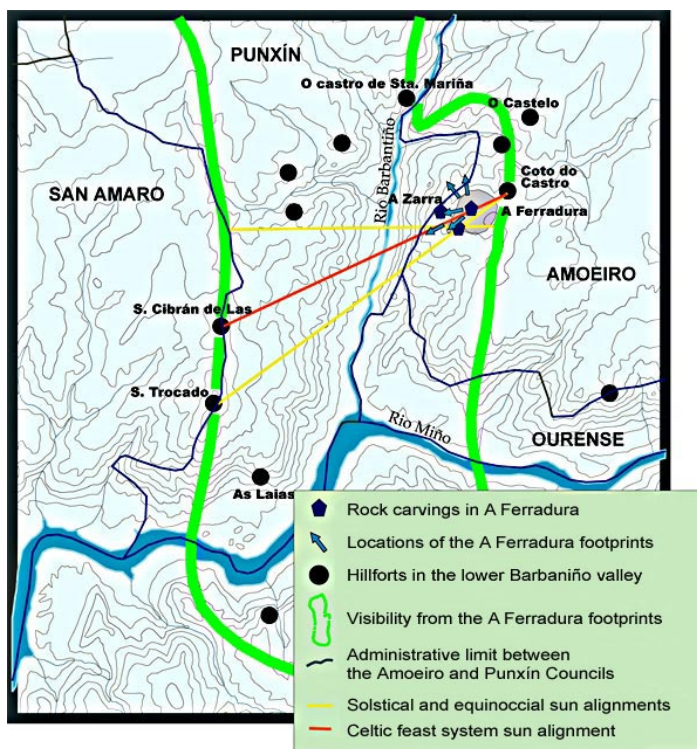 PUNXÍN
O castro de Sta. Mariña
O Castelo
Rio Barbantiño
Coto do
Castro
SAN AMARO
A Zarra
A Ferradura
AMOEIRO
S. Cibrán de Las
S. Trocado
Rio Miño
OURENSE
As Laias
Rock carvings in A Ferradura
Locations of the A Ferradura footprints
Hillforts in the lower Barbaniño valley
Visibility from the A Ferradura footprints
Administrative limit between
the Amoeiro and Punxín Councils
Solstical and equinoccial sun alignments
Celtic feast system sun alignment